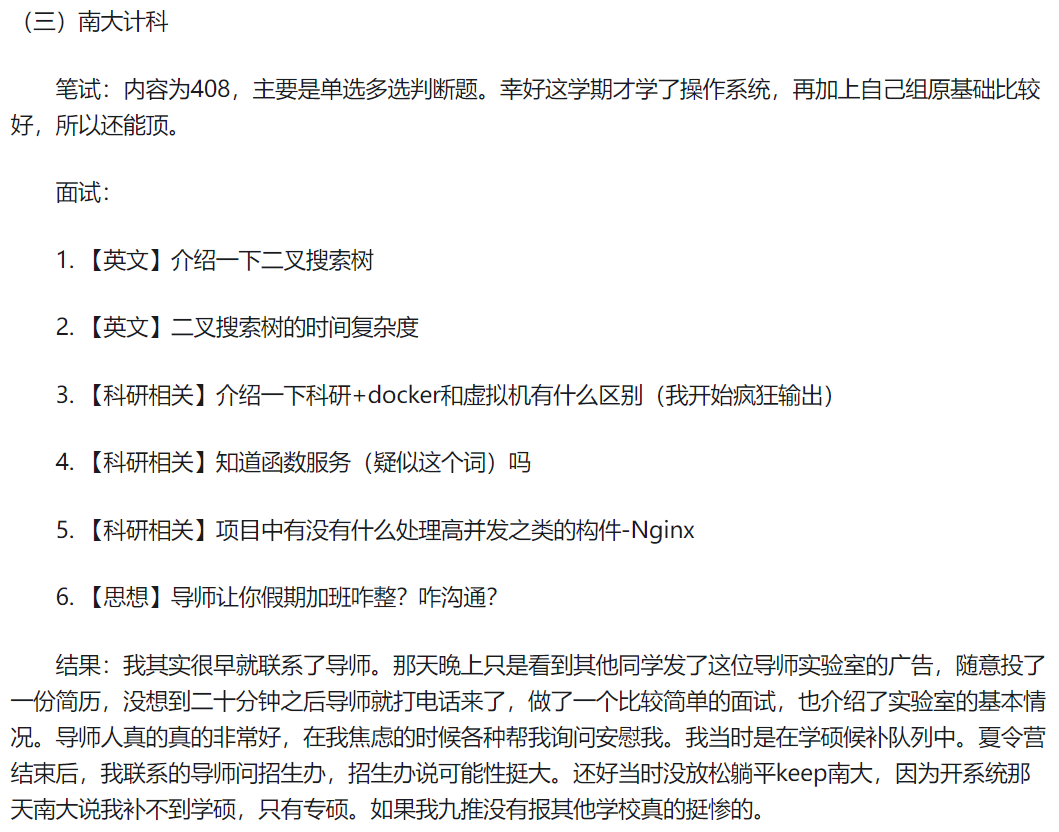 （三）南大计科
笔试：内容为408，主要是单选多选判断题。幸好这学期才学了操作系统，再加上自己组原基础比较
好，所以还能顶。
面试：
1. 【英文】介绍一下二叉搜索树
2. 【英文】二叉搜索树的时间复杂度
3. 【科研相关】介绍一下科研+docker和虚拟机有什么区别（我开始疯狂输出）
4. 【科研相关】知道函数服务（疑似这个词）吗
5. 【科研相关】项目中有没有什么处理高并发之类的构件-Nginx
6. 【思想】导师让你假期加班咋整？咋沟通？
结果：我其实很早就联系了导师。那天晚上只是看到其他同学发了这位导师实验室的广告，随意投了
一份简历，没想到二十分钟之后导师就打电话来了，做了一个比较简单的面试，也介绍了实验室的基本情
况。导师人真的真的非常好，在我焦虑的时候各种帮我询问安慰我。我当时是在学硕候补队列中。夏令营
结束后，我联系的导师问招生办，招生办说可能性挺大。还好当时没放松躺平keep南大，因为开系统那
天南大说我补不到学硕，只有专硕。如果我九推没有报其他学校真的挺惨的。